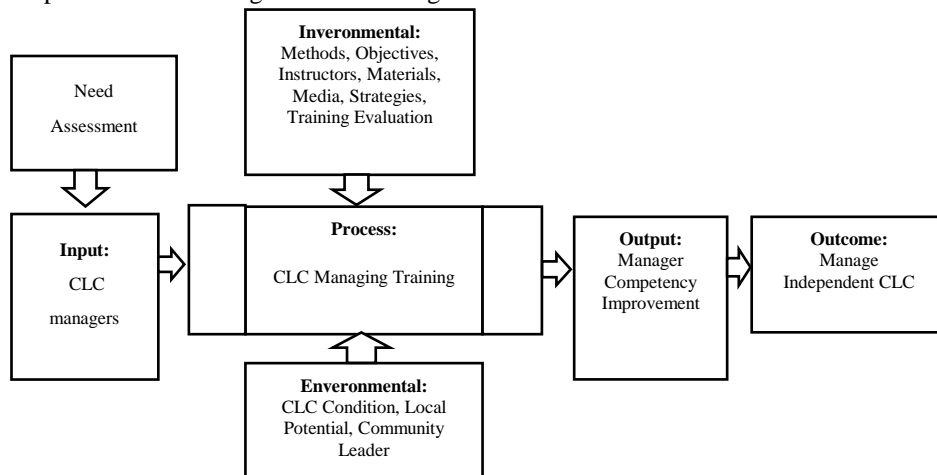 Inveronmental:
Methods, Objectives,
Instructors, Materials,
Media, Strategies,
Training Evaluation
Need
Assessment
Input:
CLC
managers
Process:
CLC Managing Training
Output:
Manager
Competency
Improvement
Outcome:
Manage
Independent CLC
Enveronmental:
CLC Condition, Local
Potential, Community
Leader